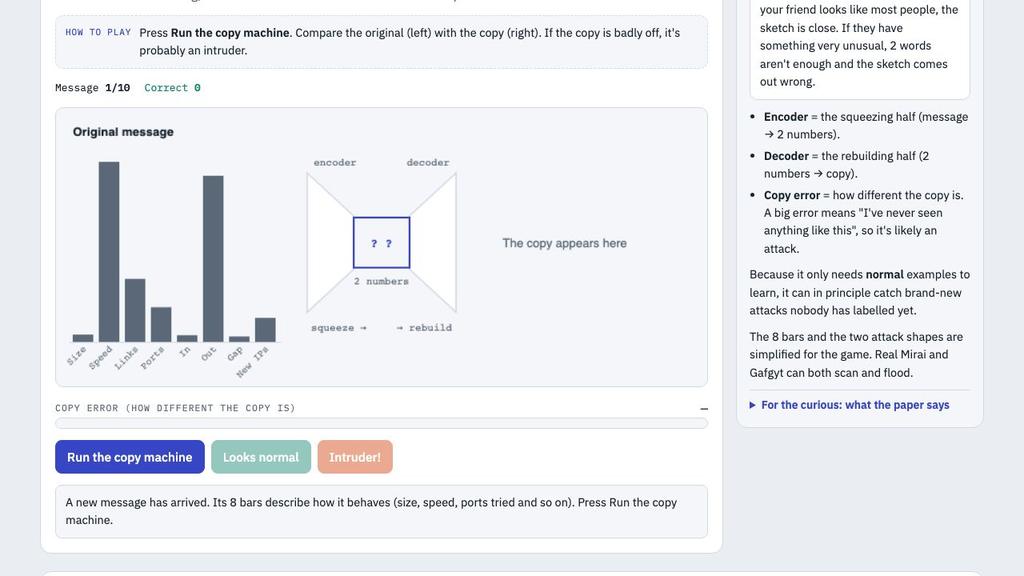 HOW TO PLAY Press Run the copy machine. Compare the original (left) with the copy (right). If the copy is badly off, it's
probably an intruder.
Message 1/10 Correct 0
Original message
encoder decoder
? ?
2 numbers
squeeze → → rebuild
The copy appears here
Size Speed Links Ports In Out Gap New IPs
COPY ERROR (HOW DIFFERENT THE COPY IS) —
Run the copy machine Looks normal Intruder!
A new message has arrived. Its 8 bars describe how it behaves (size, speed, ports tried and so on). Press Run the copy
machine.
your friend looks like most people, the
sketch is close. If they have
something very unusual, 2 words
aren't enough and the sketch comes
out wrong.
• Encoder = the squeezing half (message
→ 2 numbers).
• Decoder = the rebuilding half (2
numbers → copy).
• Copy error = how different the copy is.
A big error means "I've never seen
anything like this", so it's likely an
attack.
Because it only needs normal examples to
learn, it can in principle catch brand-new
attacks nobody has labelled yet.
The 8 bars and the two attack shapes are
simplified for the game. Real Mirai and
Gafgyt can both scan and flood.
▶ For the curious: what the paper says